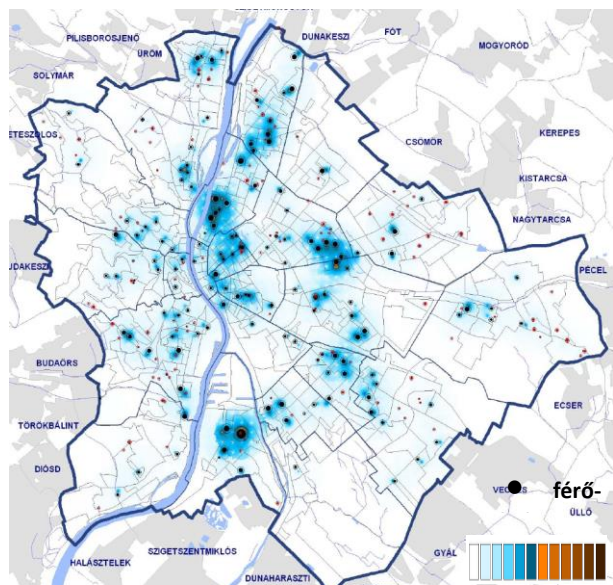 DUNAKESZI
FÓT
PILISBOROSJENŐ
MOGYORÓD
ÜRÖM
SOLYMÁR
KEREPES
CSÖMÖR
KISTARCSA
NAGYTARCSA
PÉCEL
BUDAÖRS
ECSER
TÖRÖKBÁLINT
DIÓSD
férő-
ÜLLŐ
GYÁL
SZIGETSZENTMIKLÓS
HALÁSZTELEK
DUNAHARASZTI